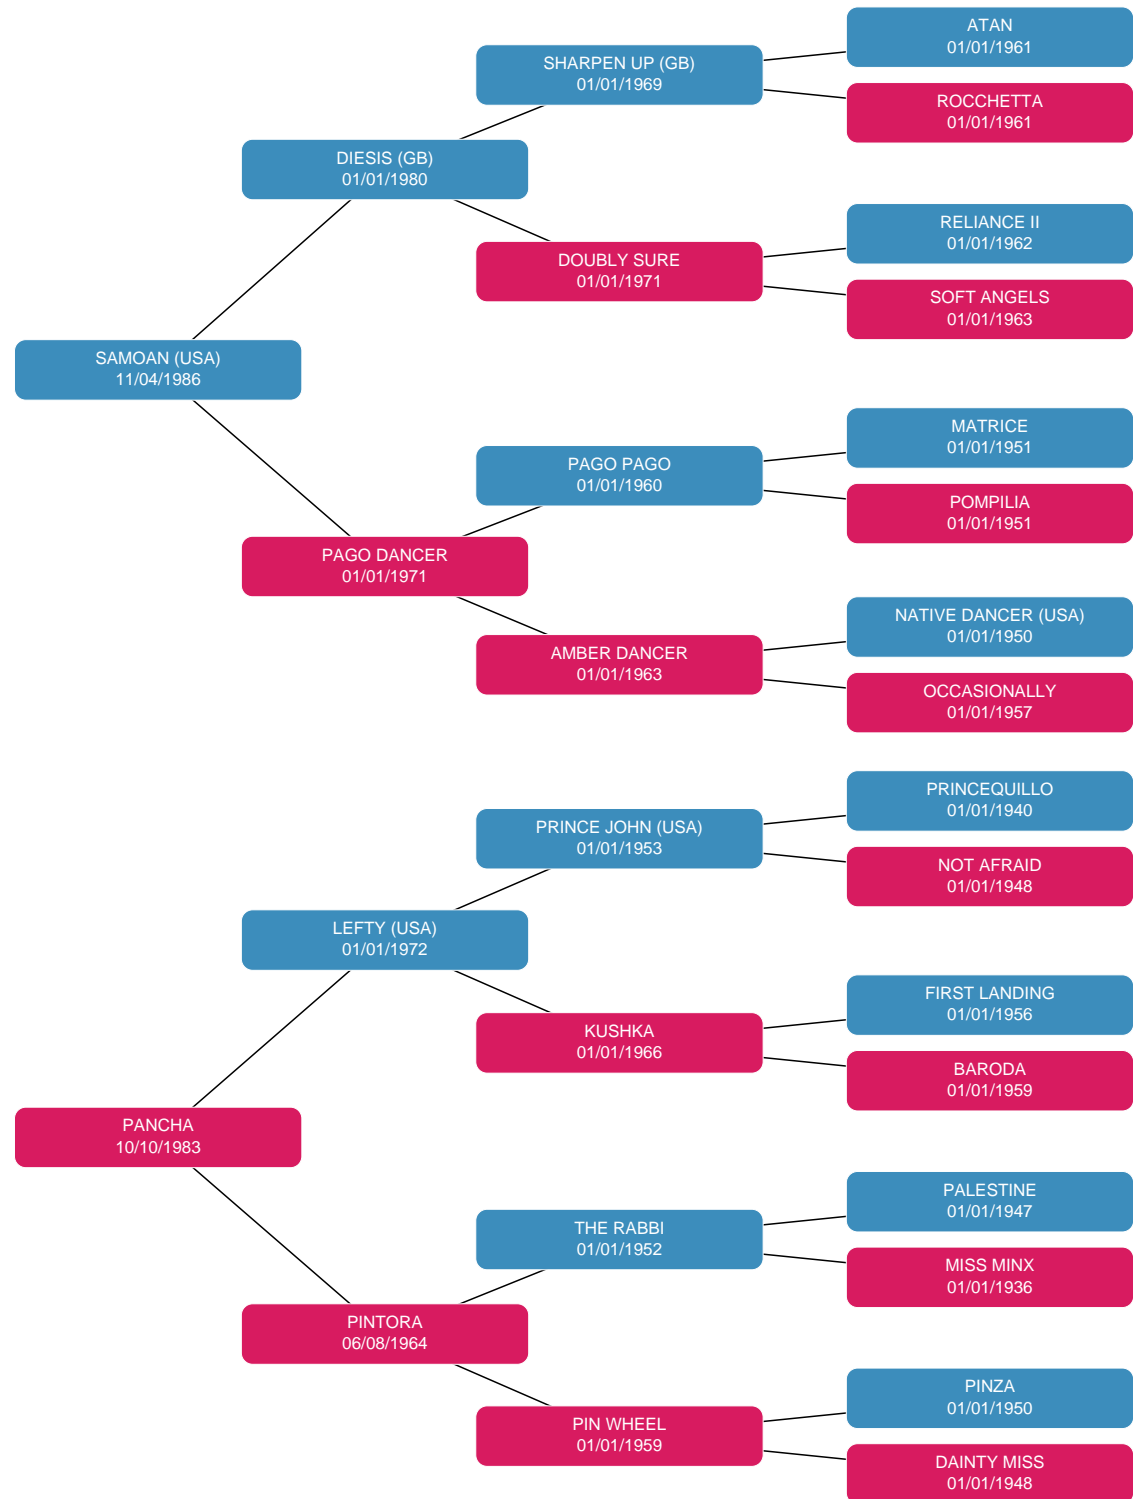 ATAN
01/01/1961
SHARPEN UP (GB)
01/01/1969
ROCCHETTA
01/01/1961
DIESIS (GB)
01/01/1980
RELIANCE II
01/01/1962
DOUBLY SURE
01/01/1971
SOFT ANGELS
01/01/1963
SAMOAN (USA)
11/04/1986
MATRICE
01/01/1951
PAGO PAGO
01/01/1960
POMPILIA
01/01/1951
PAGO DANCER
01/01/1971
NATIVE DANCER (USA)
01/01/1950
AMBER DANCER
01/01/1963
OCCASIONALLY
01/01/1957
PRINCEQUILLO
01/01/1940
PRINCE JOHN (USA)
01/01/1953
NOT AFRAID
01/01/1948
LEFTY (USA)
01/01/1972
FIRST LANDING
01/01/1956
KUSHKA
01/01/1966
BARODA
01/01/1959
PANCHA
10/10/1983
PALESTINE
01/01/1947
THE RABBI
01/01/1952
MISS MINX
01/01/1936
PINTORA
06/08/1964
PINZA
01/01/1950
PIN WHEEL
01/01/1959
DAINTY MISS
01/01/1948